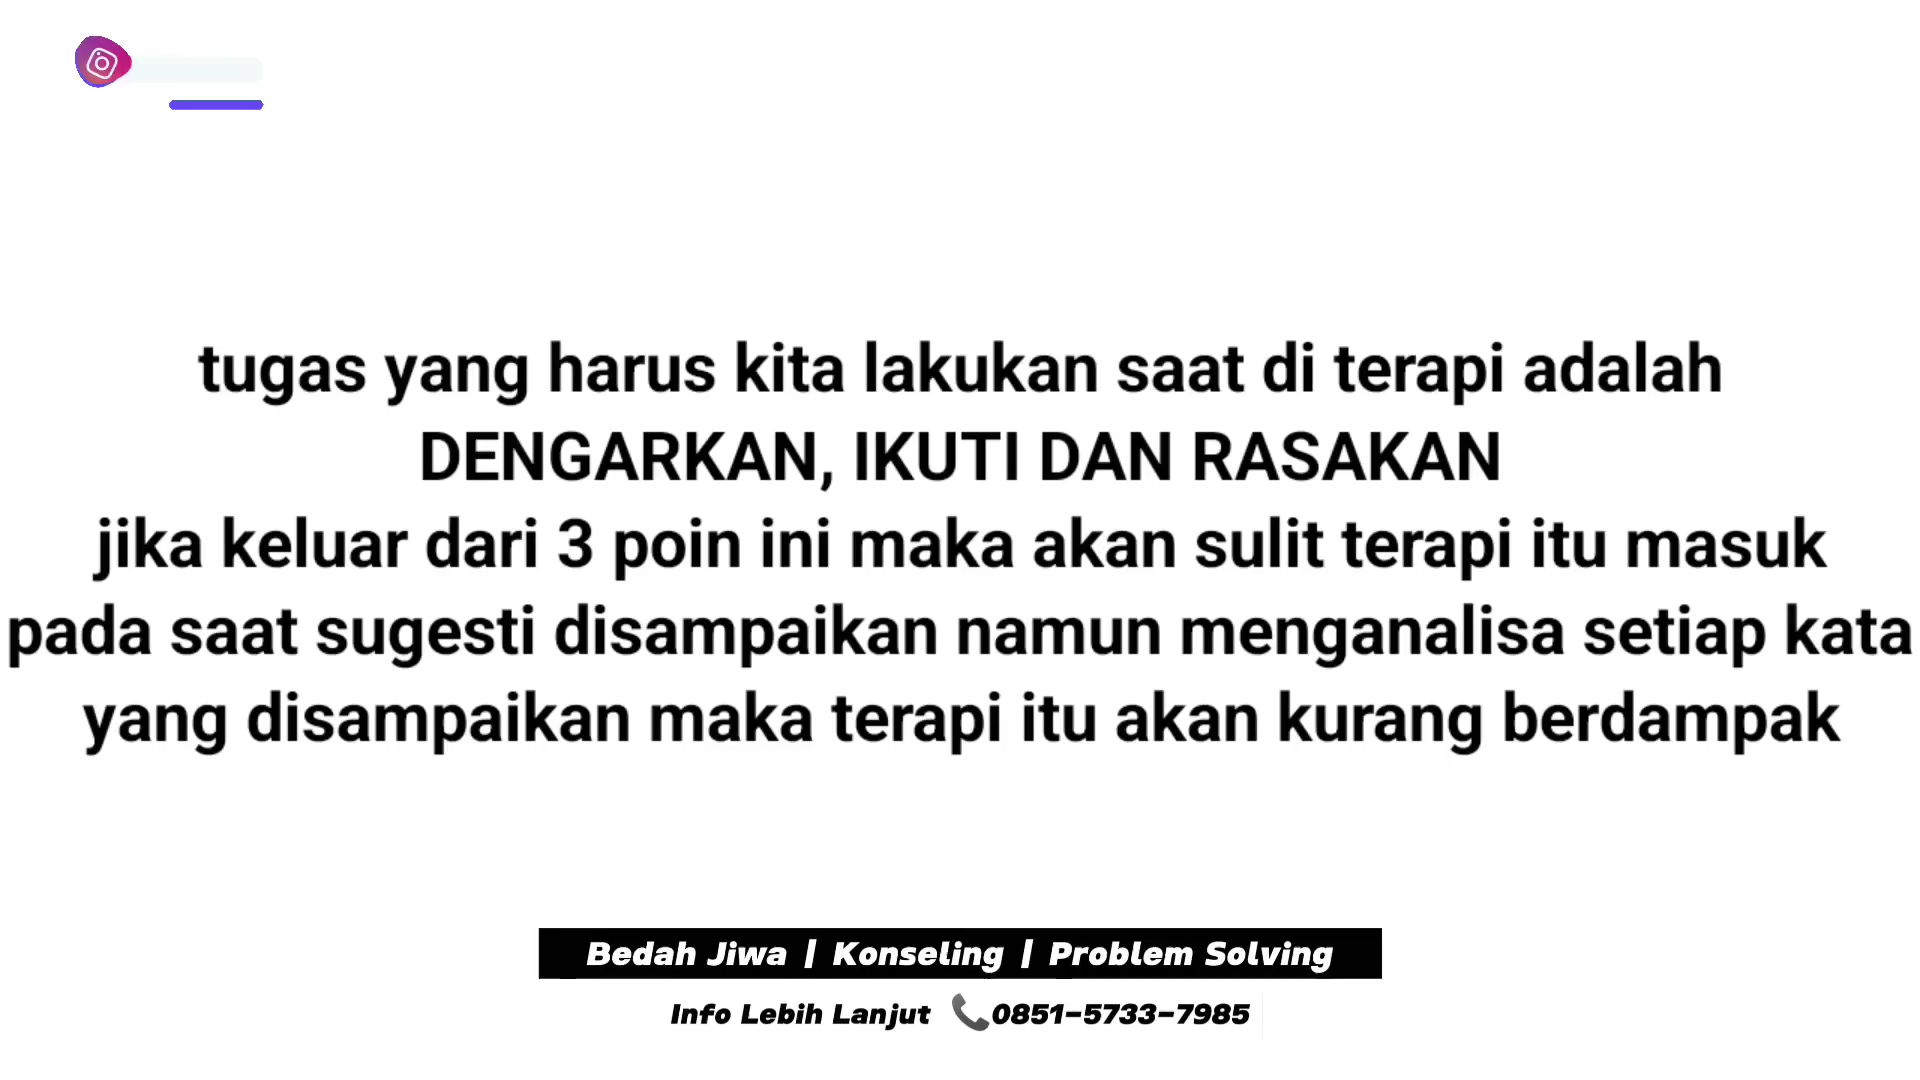 tugas yang harus kita lakukan saat di terapi adalah
DENGARKAN, IKUTI DAN RASAKAN
jika keluar dari 3 poin ini maka akan sulit terapi itu masuk
pada saat sugesti disampaikan namun menganalisa setiap kata
yang disampaikan maka terapi itu akan kurang berdampak
Bedah Jiwa | Konseling | Problem Solving
Info Lebih Lanjut 📞0851-5733-7985